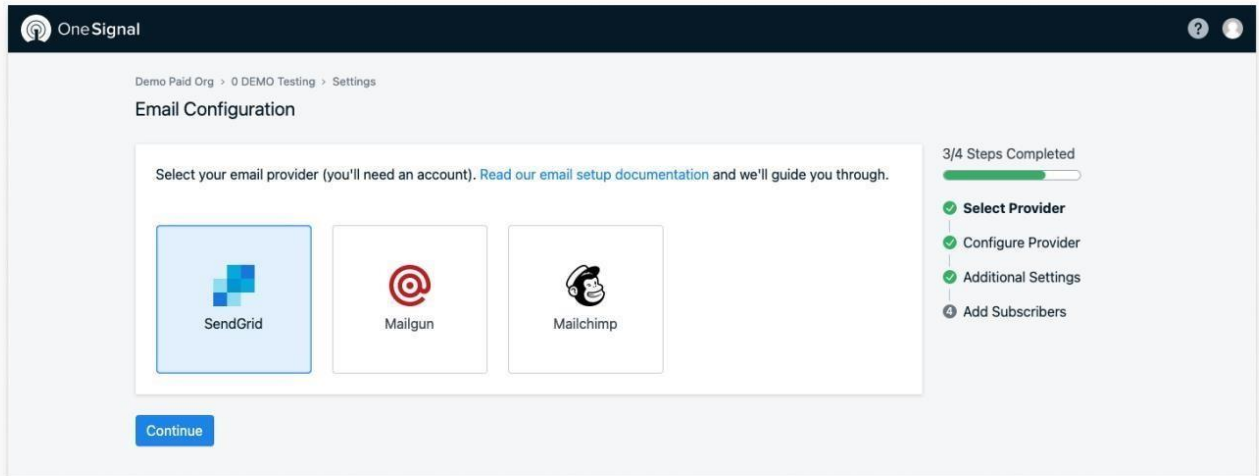 OneSignal
?
Demo Paid Org > 0 DEMO Testing > Settings
Email Configuration
Select your email provider (you'll need an account). Read our email setup documentation and we'll guide you through.
SendGrid
Mailgun
Mailchimp
Continue
3/4 Steps Completed
Select Provider
Configure Provider
Additional Settings
4 Add Subscribers